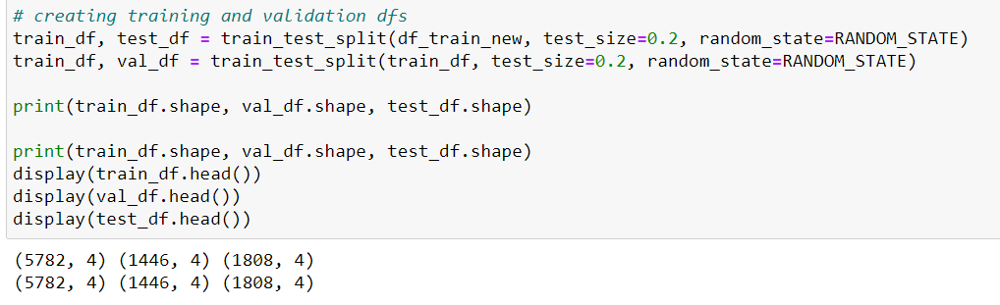 # creating training and validation dfs
train_df, test_df = train_test_split(df_train_new, test_size=0.2, random_state=RANDOM_STATE)
train_df, val_df = train_test_split(train_df, test_size=0.2, random_state=RANDOM_STATE)
print(train_df.shape, val_df.shape, test_df.shape)
print(train_df.shape, val_df.shape, test_df.shape)
display(train_df.head())
display(val_df.head())
display(test_df.head())
(5782, 4) (1446, 4) (1808, 4)
(5782, 4) (1446, 4) (1808, 4)